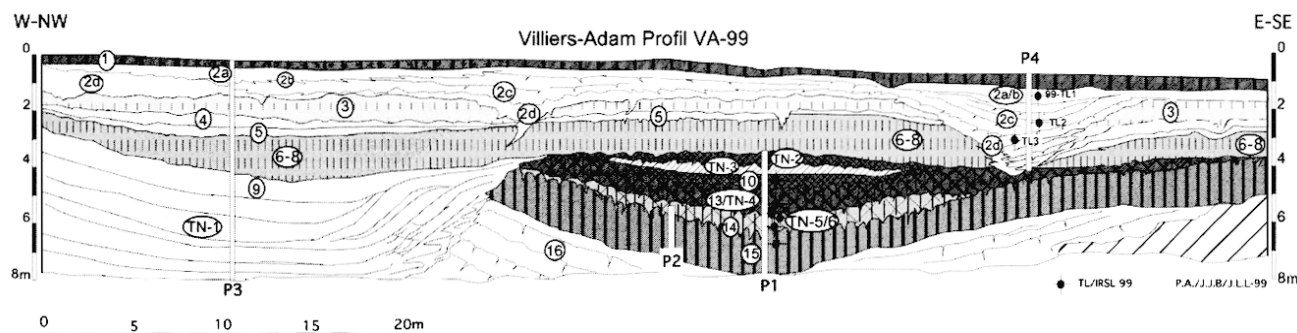 W-NW
E-SE
Villiers-Adam Profil VA-99
P4
0
0
1
2d
2a
2b
2c
2a/b
99-TL1
2
2
3
2d
5
2c
TL2
3
4
5
6-8
2d
TL3
6-8
6-8
4
4
9
TN-3
TN-2
10
13/TN-4
TN-1
TN-5/6
6
6
14
16
15
P2
8m
8m
P3
P1
TL/IRSL 99
P.A./J.J.B/J.L.L-99
0 5 10 15 20m